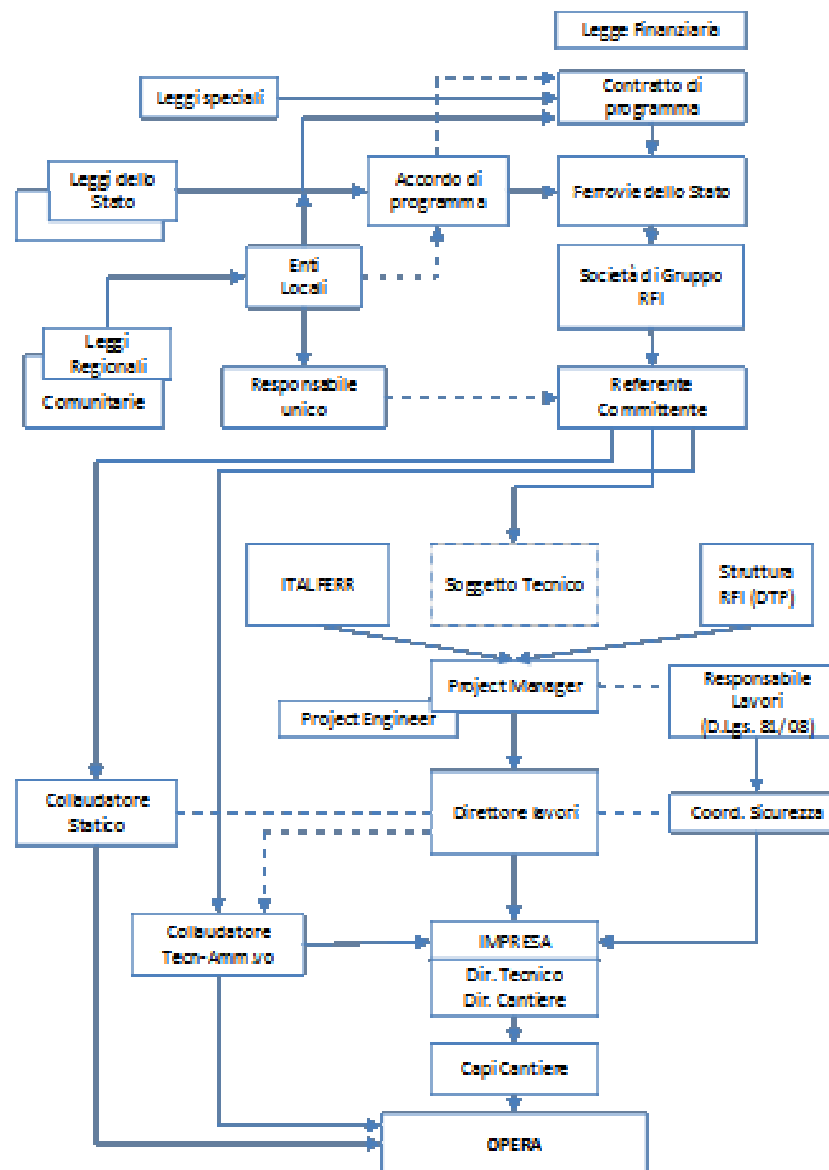 Legge Finanziaria
Leggi speciali
Contratto di
programma
Leggi dello
Stato
Accordo di
programma
Ferrovie dello Stato
Enti
Locali
Società di Gruppo
RFI
Leggi
Regionali
Comunitarie
Responsabile
unico
Referente
Committente
ITALFERR
Soggetto Tecnico
Struttura
RFI (DTP)
Project Manager
Project Engineer
Responsabile
Lavori
(D.Lgs. 81/08)
Collaudatore
Statico
Direttore lavori
Coord. Sicurezza
Collaudatore
Tecn-Amm.vo
IMPRESA
Dir. Tecnico
Dir. Cantiere
Capi Cantiere
OPERA